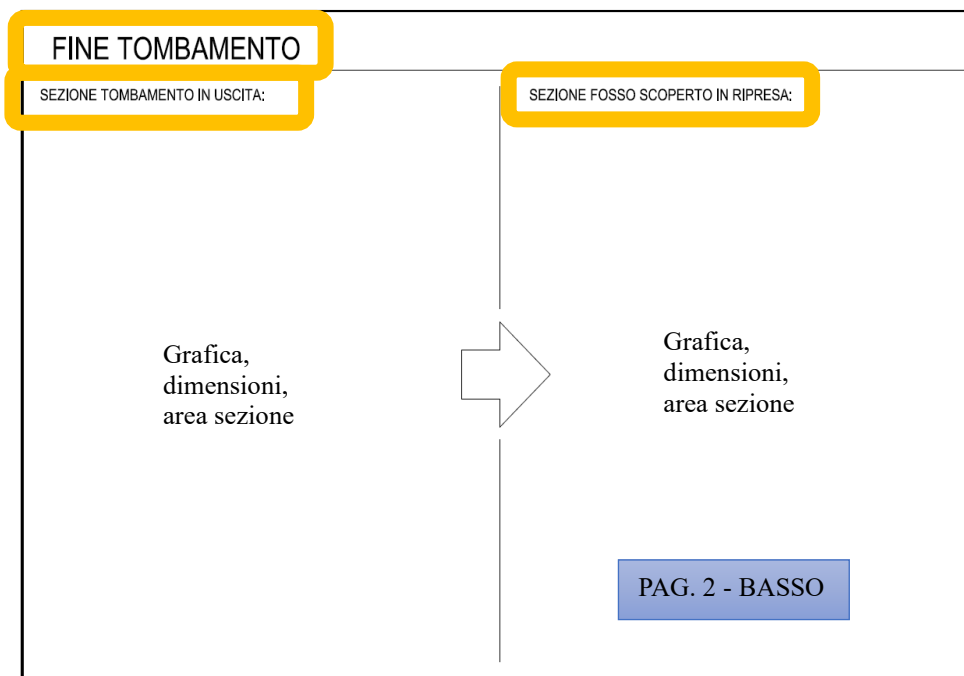 FINE TOMBAMENTO
SEZIONE TOMBAMENTO IN USCITA:
SEZIONE FOSSO SCOPERTO IN RIPRESA:
Grafica,
dimensioni,
area sezione
Grafica,
dimensioni,
area sezione
PAG. 2 - BASSO